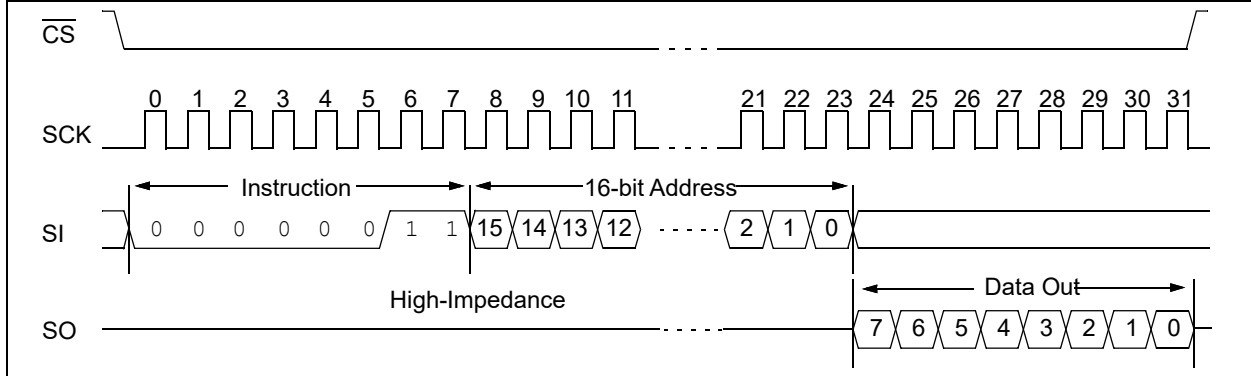 CS
0 1 2 3 4 5 6 7 8 9 10 11 21 22 23 24 25 26 27 28 29 30 31
SCK
Instruction 16-bit Address
SI 0 0 0 0 0 0 1 1 15 14 13 12 2 1 0
High-Impedance Data Out
SO 7 6 5 4 3 2 1 0